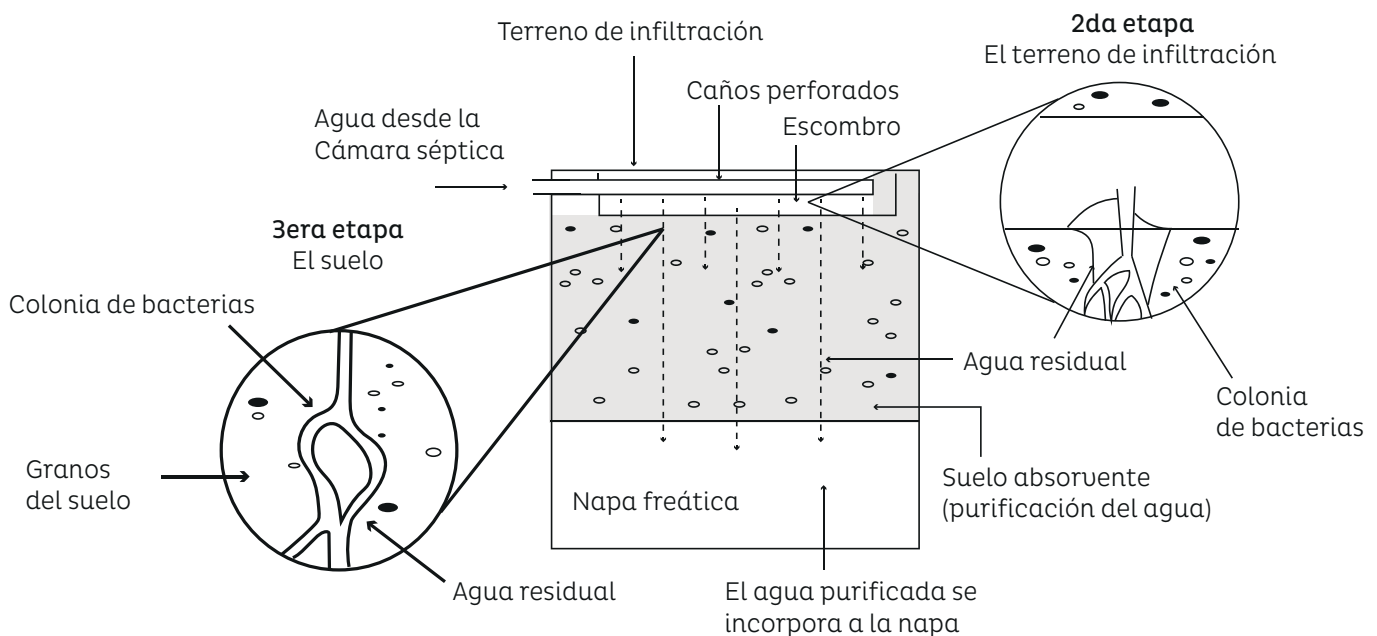 Terreno de infiltración
2da etapa
El terreno de infiltración
Caños perforados
Escombro
Agua desde la
Cámara séptica
3era etapa
El suelo
Colonia de bacterias
Granos
del suelo
Agua residual
Napa freática
El agua purificada se
incorpora a la napa
Agua residual
Colonia
de bacterias
Suelo absorvente
(purificación del agua)